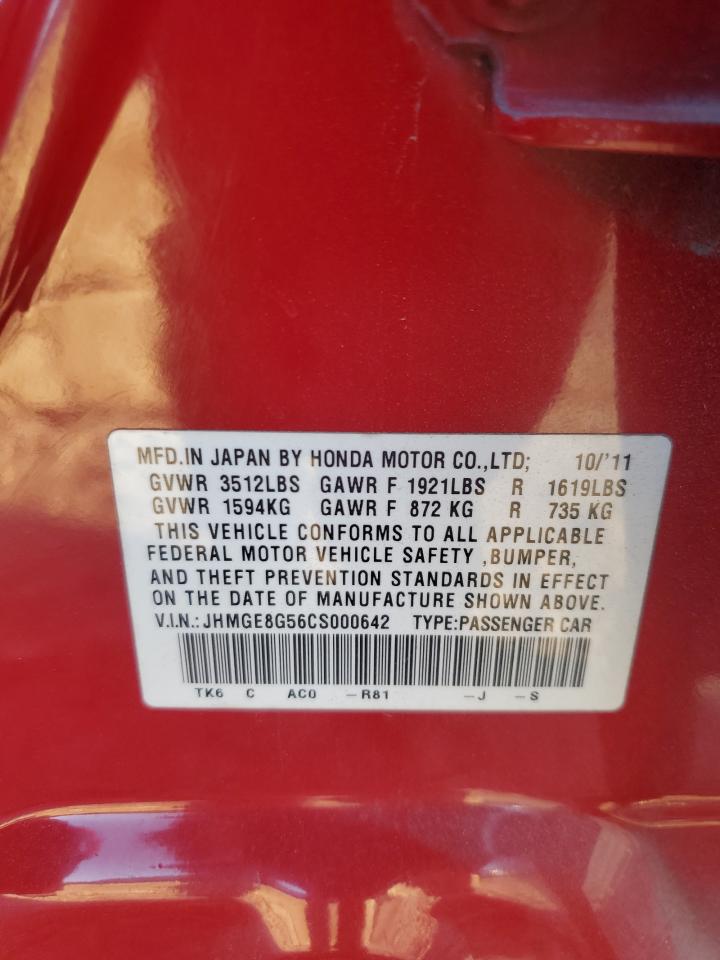 MFD.IN JAPAN BY HONDA MOTOR CO.,LTD; 10/'11
GVWR 3512LBS GAWR F 1921LBS R 1619LBS
GVWR 1594KG GAWR F 872 KG R 735 KG
THIS VEHICLE CONFORMS TO ALL APPLICABLE
FEDERAL MOTOR VEHICLE SAFETY ,BUMPER,
AND THEFT PREVENTION STANDARDS IN EFFECT
ON THE DATE OF MANUFACTURE SHOWN ABOVE.
V.I.N.:JHMGE8G56CS000642 TYPE:PASSENGER CAR
TK6 C AC0 –R81 –J –S